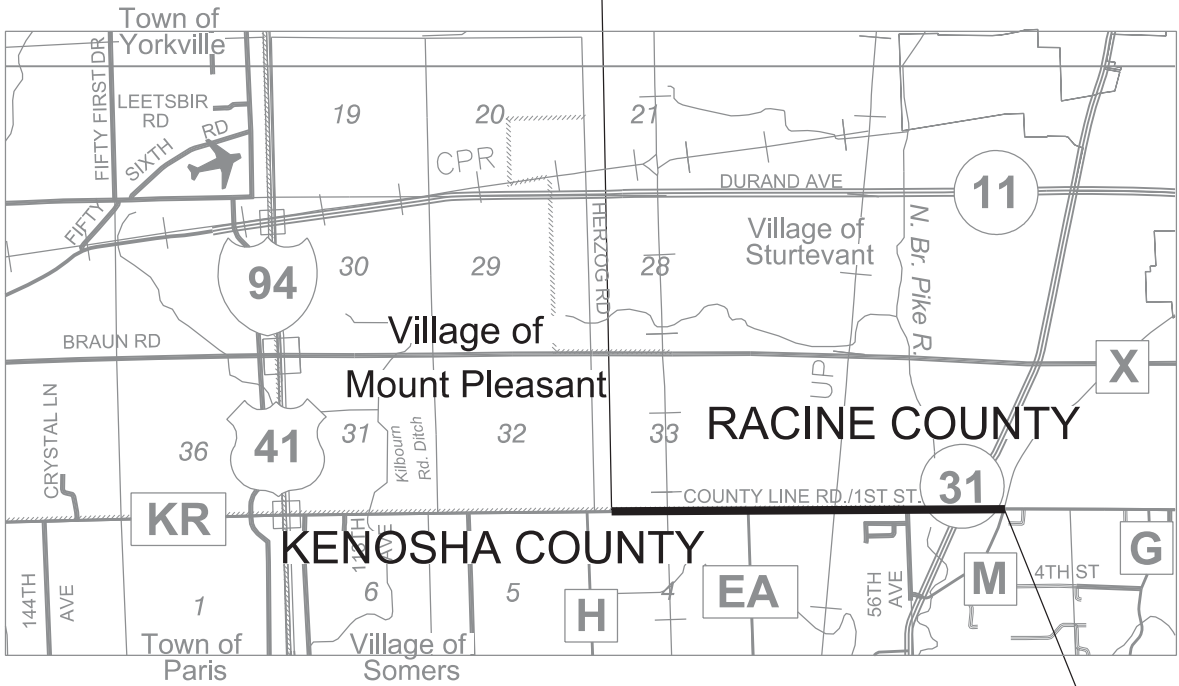 Town of
Yorkville
FIFTY FIRST DR
LEETSBIR
RD
SIXTH
RD
FIFTY
19
20
21
CPR
DURAND AVE
11
HERZOG RD
Village of
Sturtevant
N. Br. Pike R.
94
30
29
28
BRAUN RD
Village of
Mount Pleasant
UP
X
CRYSTAL LN
36
41
31
Kilbourn
Rd. Ditch
32
33
RACINE COUNTY
COUNTY LINE RD./1ST ST.
31
KR
KENOSHA COUNTY
118TH
AVE
144TH
AVE
1
6
5
H
4
EA
56TH
AVE
M
4TH ST
G
Town of
Paris
Village of
Somers